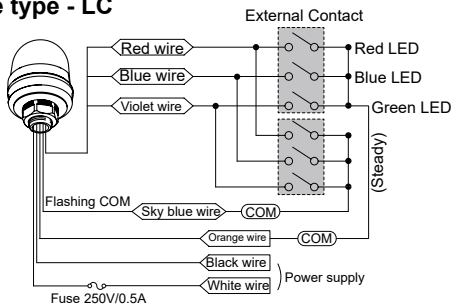 e type - LC
External Contact
Red wire
Red LED
Blue wire
Blue LED
Violet wire
Green LED
(Steady)
Flashing COM
Sky blue wire
COM
Orange wire
COM
Black wire
White wire
Power supply
Fuse 250V/0.5A